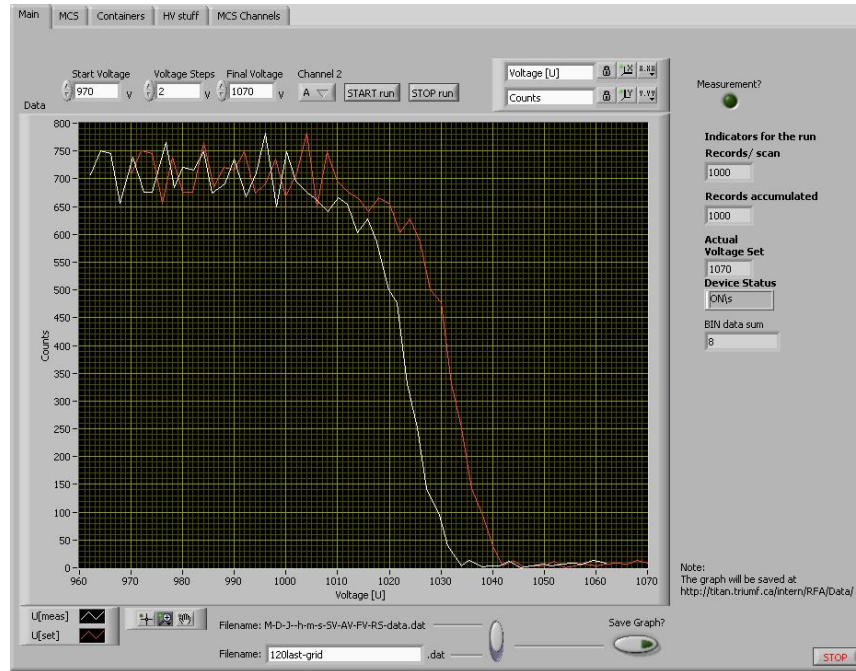 Main MCS Containers HV stuff MCS Channels
Start Voltage Voltage Steps Final Voltage Channel 2
970 V 2 V 1070 V A START run STOP run
Voltage [U] X.XX
Counts Y.YY
Measurement?
Data
Indicators for the run
Records/ scan
1000
Records accumulated
1000
Actual
Voltage Set
1070
Device Status
ON\s
BIN data sum
8
Counts
800
750
700
650
600
550
500
450
400
350
300
250
200
150
100
50
0
960 970 980 990 1000 1010 1020 1030 1040 1050 1060 1070
Voltage [U]
Note:
The graph will be saved at
http://titan.triumf.ca/intern/RFA/Data/
U[meas]
U[set]
Filename: M-D-J--h-m-s-SV-AV-FV-RS-data.dat
Filename: 120last-grid .dat
Save Graph?
STOP